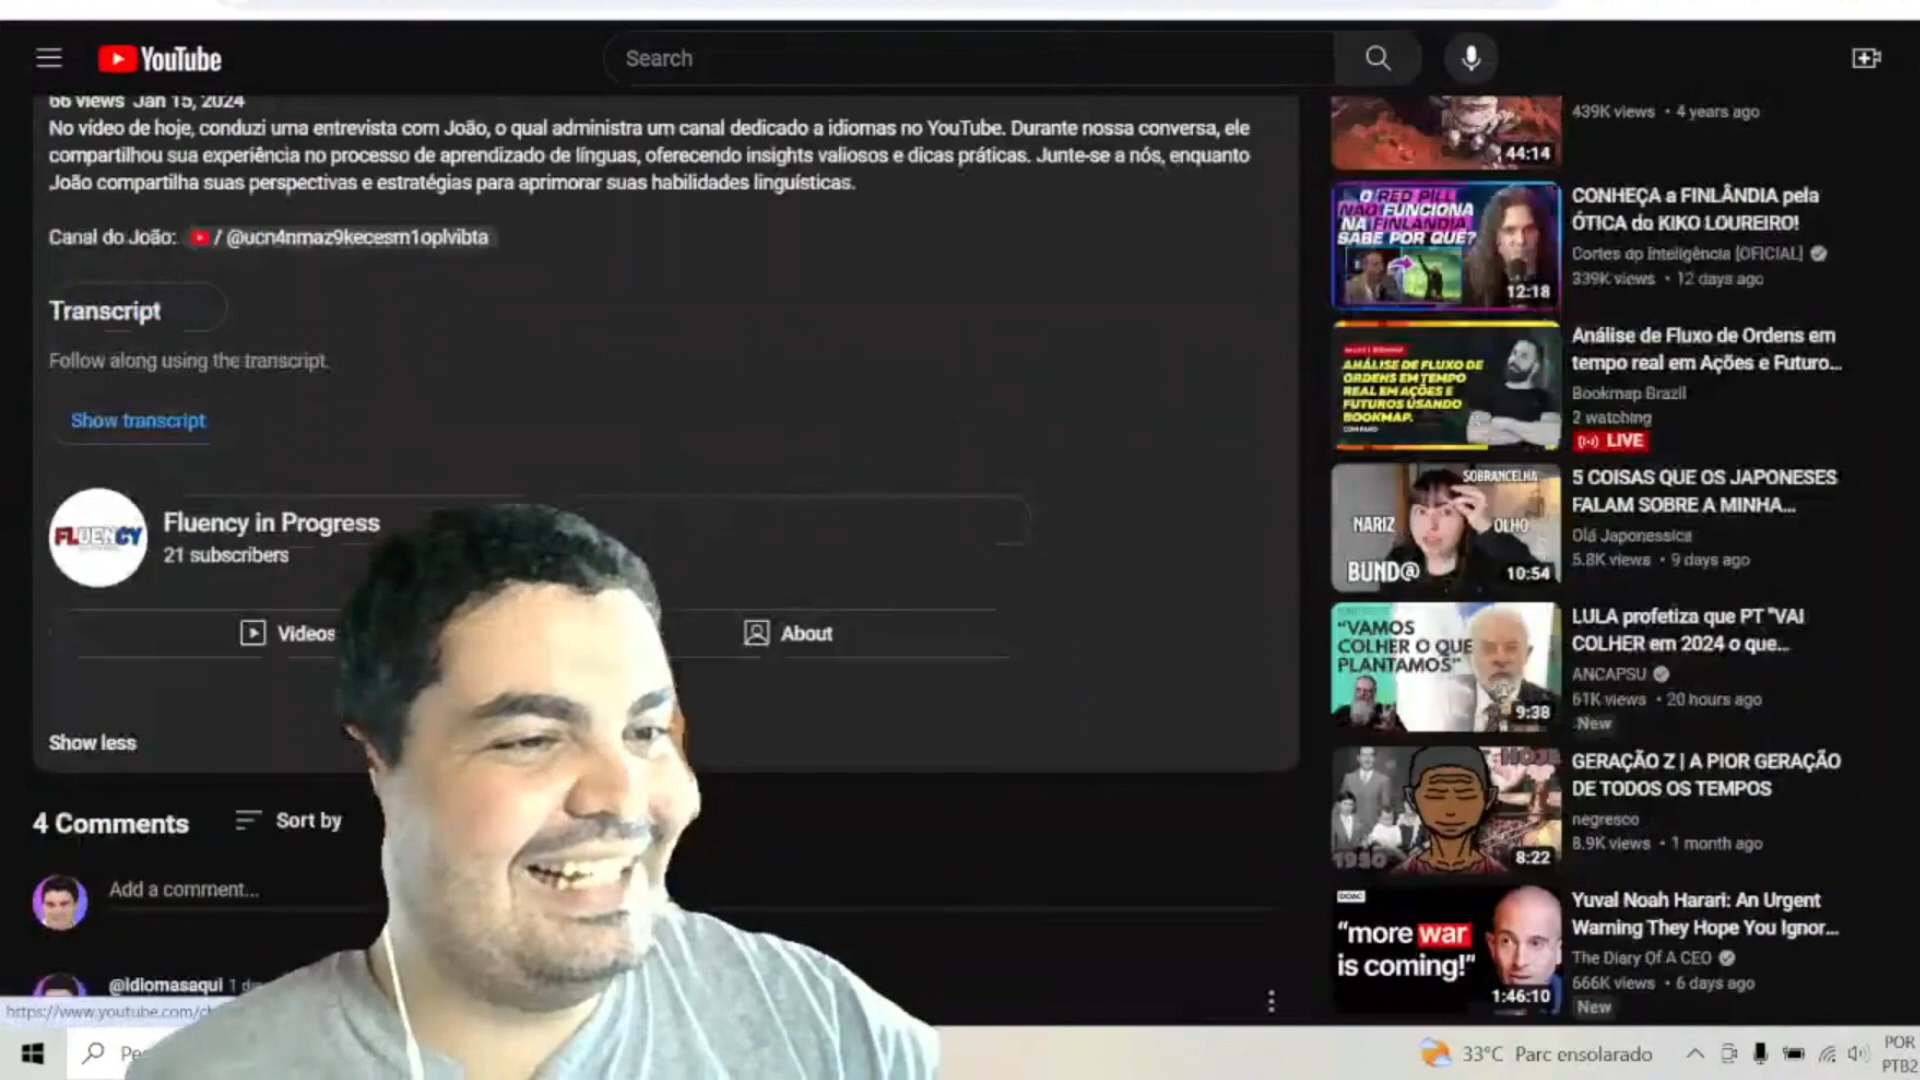 YouTube
Search
66 views Jan 15, 2024
No vídeo de hoje, conduzi uma entrevista com João, o qual administra um canal dedicado a idiomas no YouTube. Durante nossa conversa, ele
compartilhou sua experiência no processo de aprendizado de línguas, oferecendo insights valiosos e dicas práticas. Junte-se a nós, enquanto
João compartilha suas perspectivas e estratégias para aprimorar suas habilidades linguísticas.
Canal do João: / @ucn4nmaz9kecesm1oplvibta
Transcript
Follow along using the transcript.
Show transcript
FLUENCY
Fluency in Progress
21 subscribers
Videos
About
Show less
4 Comments
Sort by
Add a comment...
@Idiomasaqui 1
https://www.youtube.com/
44:14
439K views • 4 years ago
O RED PILL
NÃO FUNCIONA
NA FINLANDIA
SABE POR QUE?
12:18
CONHEÇA a FINLÂNDIA pela
ÓTICA do KIKO LOUREIRO!
Cortes do Inteligência [OFICIAL]
339K views • 12 days ago
ANÁLISE DE FLUXO DE
ORDENS EM TEMPO
REAL EM AÇÕES E
FUTUROS USANDO
BOOKMAP.
Análise de Fluxo de Ordens em
tempo real em Ações e Futuro...
Bookmap Brazil
2 watching
LIVE
SOBRANCELHA
NARIZ
OLHO
BUND@
10:54
5 COISAS QUE OS JAPONESES
FALAM SOBRE A MINHA...
Olá Japonessica
5.8K views • 9 days ago
"VAMOS
COLHER O QUE
PLANTAMOS"
9:38
LULA profetiza que PT "VAI
COLHER em 2024 o que...
ANCAPSU
61K views • 20 hours ago
New
HOJE
1930
8:22
GERAÇÃO Z | A PIOR GERAÇÃO
DE TODOS OS TEMPOS
negresco
8.9K views • 1 month ago
DOAC
"more war
is coming!"
1:46:10
Yuval Noah Harari: An Urgent
Warning They Hope You Ignor...
The Diary Of A CEO
666K views • 6 days ago
New
33°C Parc ensolarado
POR
PTB2